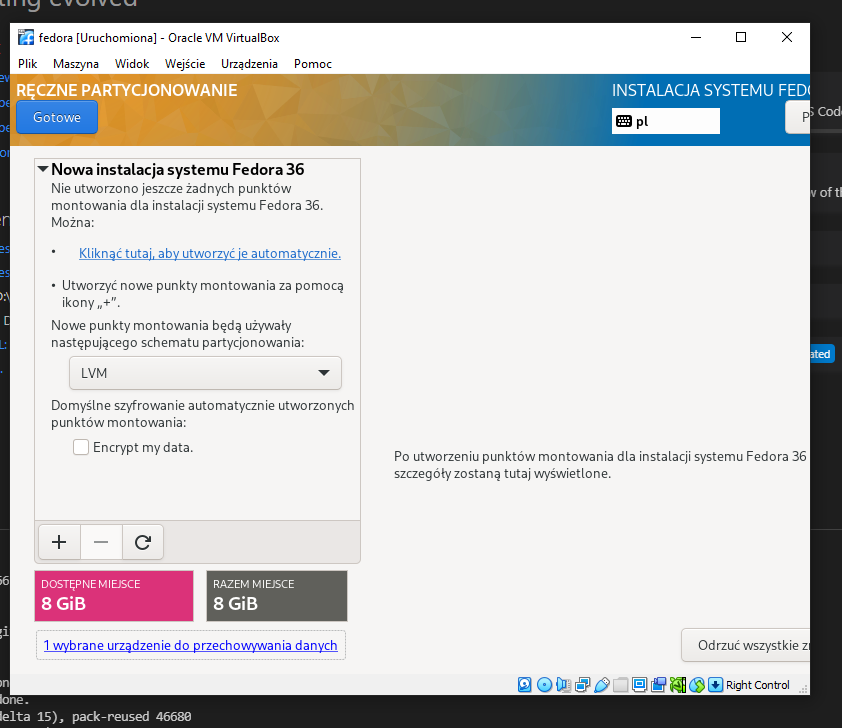 ing evolved
fedora [Uruchomiona] - Oracle VM VirtualBox
Plik Maszyna Widok Wejście Urządzenia Pomoc
RĘCZNE PARTYCJONOWANIE
INSTALACJA SYSTEMU FEDO
Gotowe
pl
P
S Cod
Nowa instalacja systemu Fedora 36
Nie utworzono jeszcze żadnych punktów
montowania dla instalacji systemu Fedora 36.
Można:
• Kliknąć tutaj, aby utworzyć je automatycznie.
• Utworzyć nowe punkty montowania za pomocą
ikony „+”.
Nowe punkty montowania będą używały
następującego schematu partycjonowania:
LVM
Domyślne szyfrowanie automatycznie utworzonych
punktów montowania:
Encrypt my data.
w of th
ated
Po utworzeniu punktów montowania dla instalacji systemu Fedora 36
szczegóły zostaną tutaj wyświetlone.
DOSTĘPNE MIEJSCE
8 GiB
RAZEM MIEJSCE
8 GiB
1 wybrane urządzenie do przechowywania danych
Odrzuć wszystkie z
Right Control
done.
delta 15), pack-reused 46680